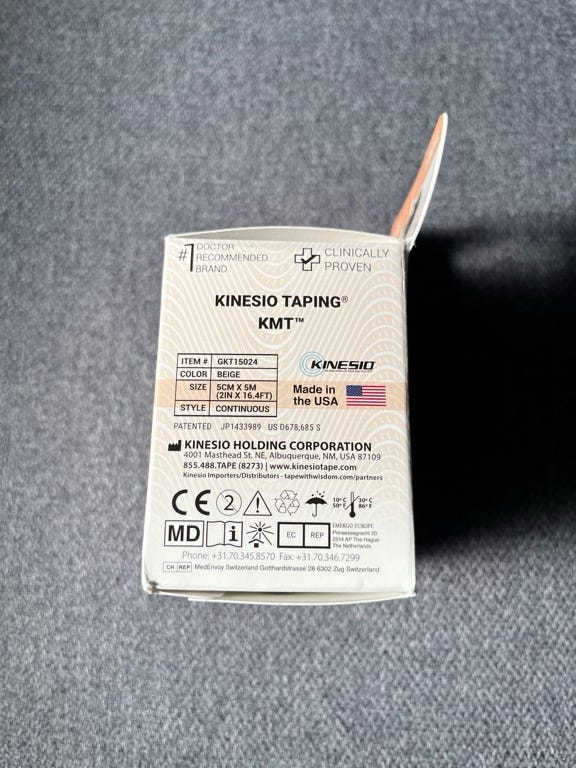 #1 DOCTOR
RECOMMENDED
BRAND
CLINICALLY
PROVEN
KINESIO TAPING®
KMT™
ITEM # GKT15024
COLOR BEIGE
SIZE 5CM X 5M
(2IN X 16.4FT)
STYLE CONTINUOUS
KINESIO
Made in
the USA
PATENTED JP1433989 US D678,685 S
KINESIO HOLDING CORPORATION
4001 Masthead St. NE, Albuquerque, NM, USA 87109
855.488.TAPE (8273) | www.kinesiotape.com
Kinesio Importers/Distributors - tapewithwisdom.com/partners
CE 2 10° C 30° C
50° F 86° F
MD i EC REP
EMERGO EUROPE
Prinsessegracht 20
2514 AP The Hague
The Netherlands
Phone: +31.70.345.8570 Fax: +31.70.346.7299
CH REP MedEnvoy Switzerland Gotthardstrasse 28 6302 Zug Switzerland